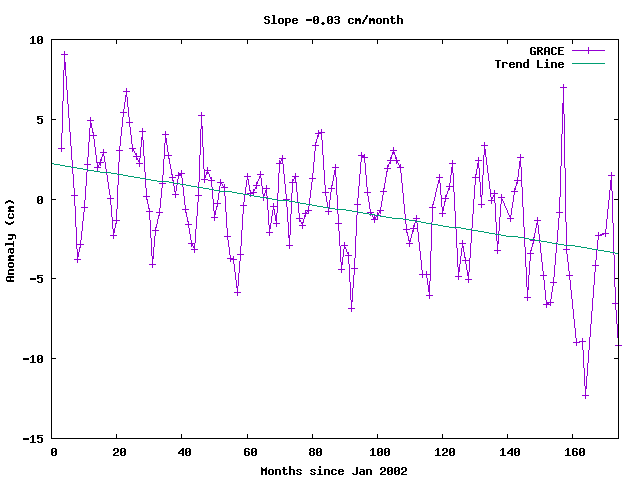 Slope -0.03 cm/month
10
GRACE
Trend Line
5
0
-5
-10
-15
Anomaly (cm)
0 20 40 60 80 100 120 140 160
Months since Jan 2002